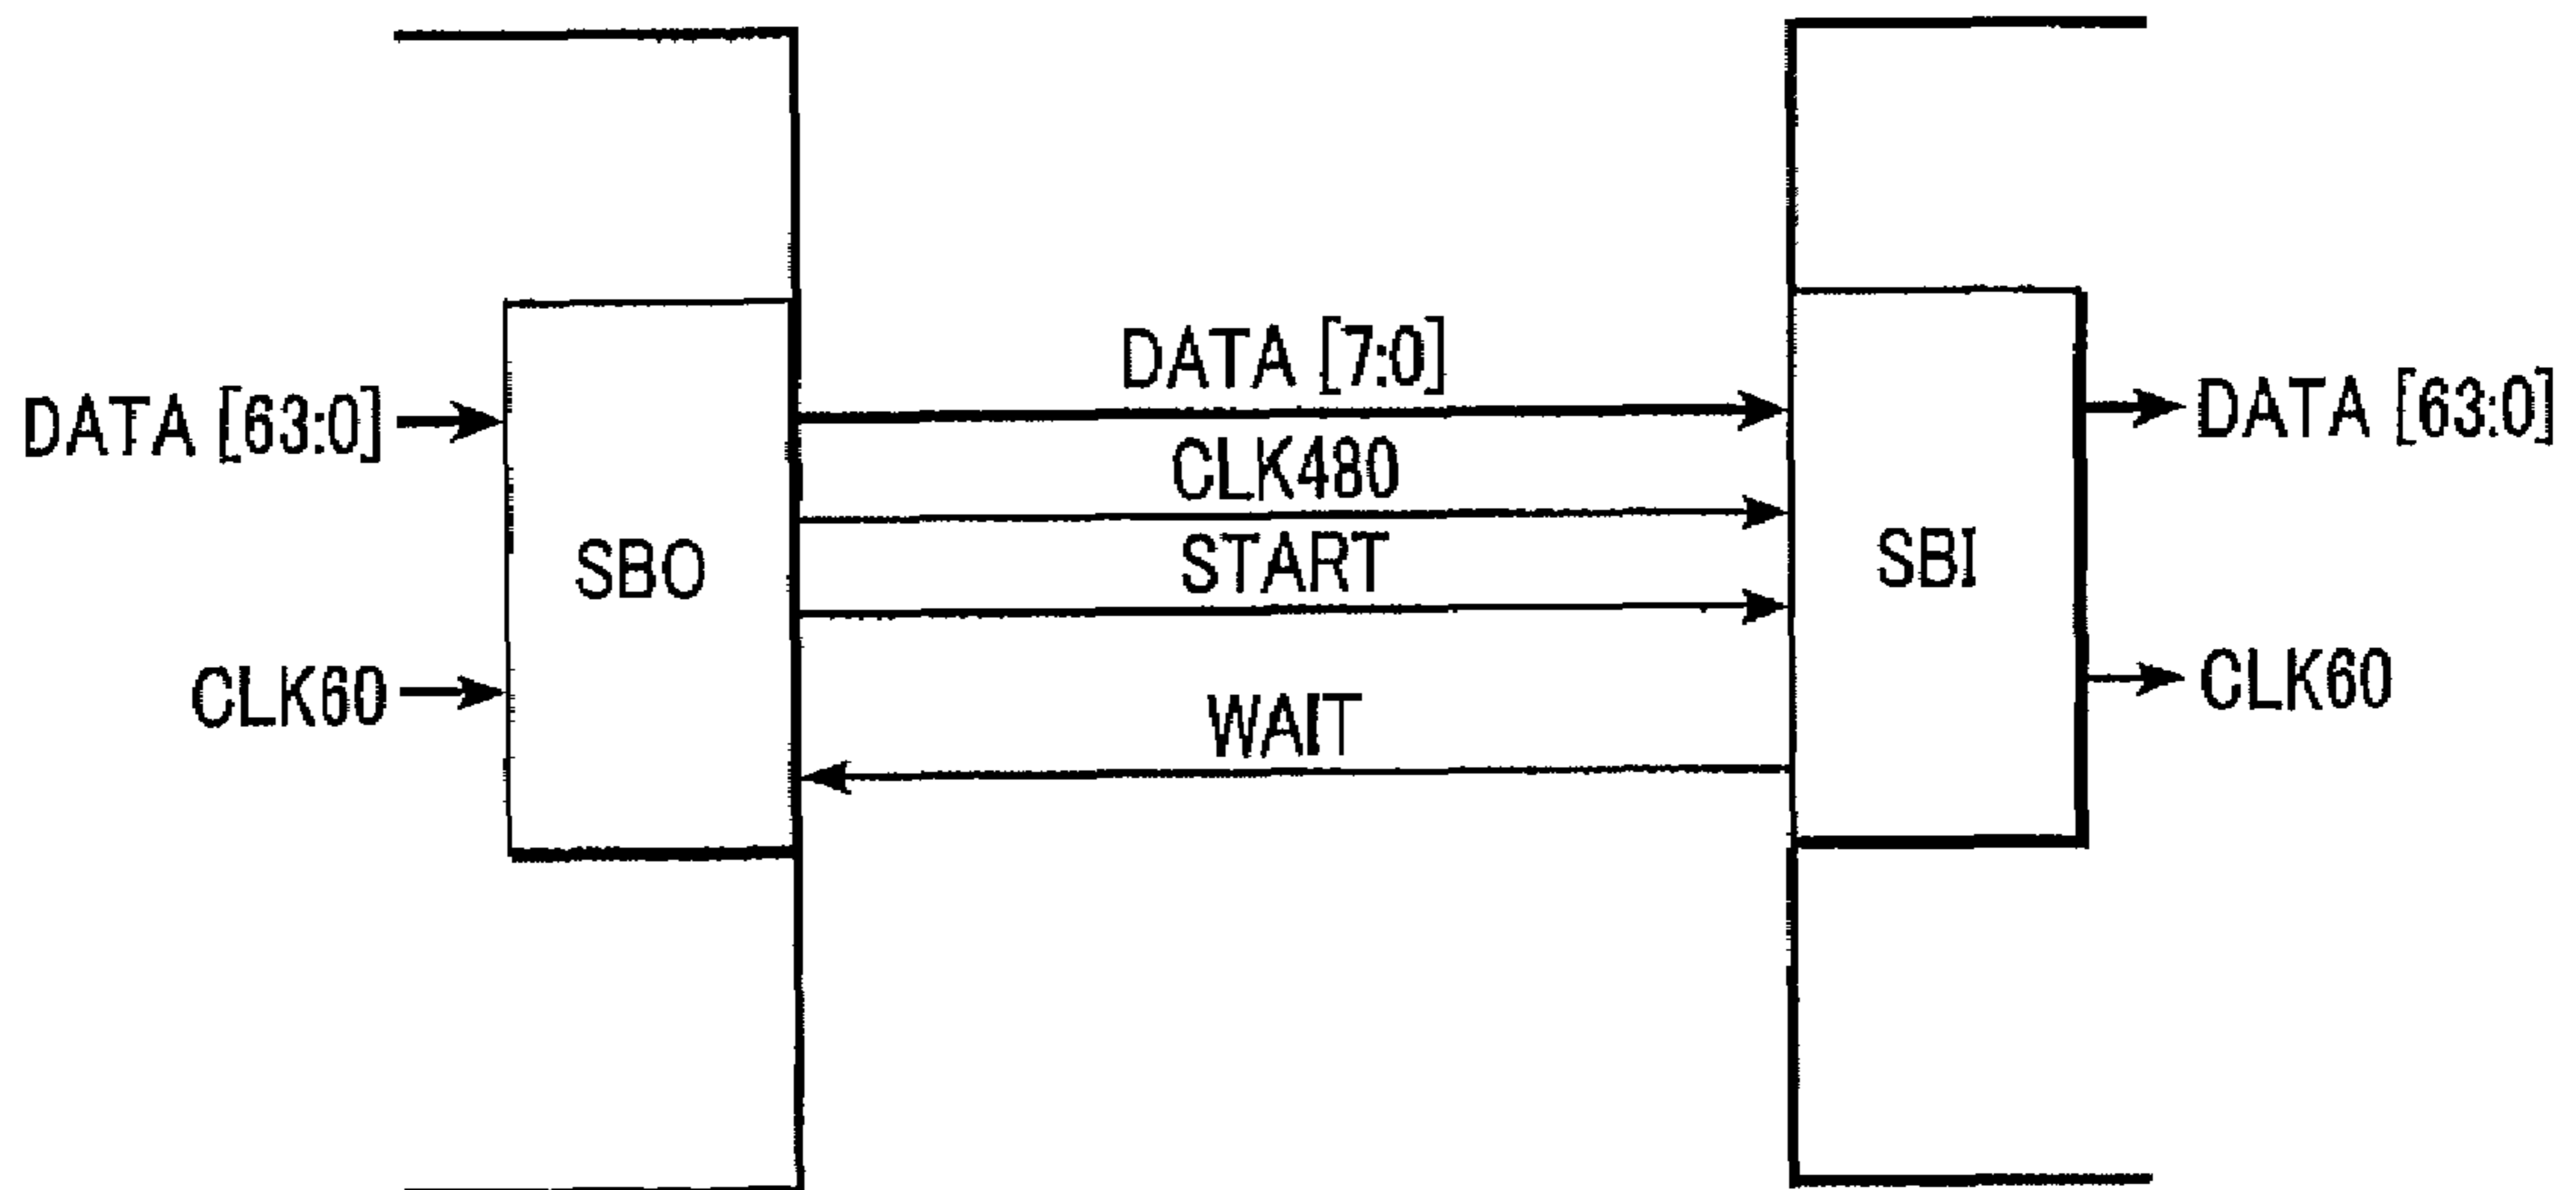 DATA [63:0]
CLK60
SBO
DATA [7:0]
CLK480
START
WAIT
SBI
DATA [63:0]
CLK60